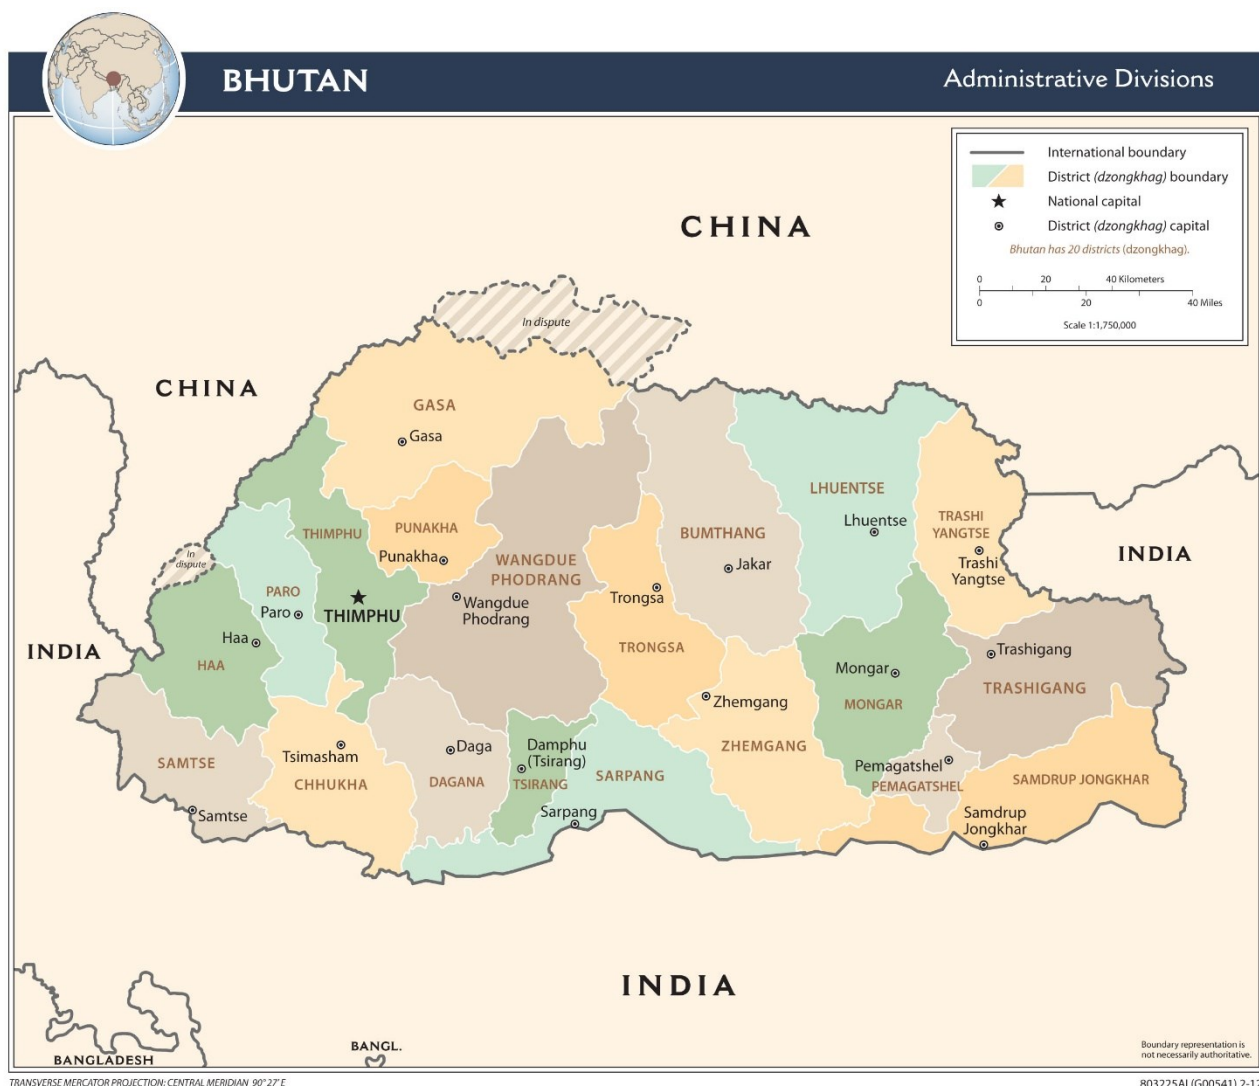 BHUTAN
Administrative Divisions
International boundary
District (dzongkhag) boundary
National capital
District (dzongkhag) capital
Bhutan has 20 districts (dzongkhag).
0 20 40 Kilometers
0 20 40 Miles
Scale 1:1,750,000
CHINA
In dispute
CHINA
GASA
Gasa
LHUENTSE
Lhuentse
TRASHI
YANGTSE
Trashi
Yangtse
PUNAKHA
Punakha
THIMPHU
THIMPHU
BUMTHANG
Jakar
WANGDUE
PHODRANG
Wangdue
Phodrang
In
dispute
INDIA
PARO
Paro
Trongsa
TRONGSA
Haa
HAA
INDIA
Mongar
MONGAR
Trashigang
TRASHIGANG
Zhemgang
ZHEMGANG
SAMTSE
Samtse
Tsimasham
CHHUKHA
Daga
DAGANA
Damphu
(Tsirang)
TSIRANG
SARPANG
Sarpang
Pemagatshel
PEMAGATSHEL
SAMDRUP JONGKHAR
Samdrup
Jongkhar
INDIA
BANGLADESH
BANGL.
Boundary representation is
not necessarily authoritative.
TRANSVERSE MERCATOR PROJECTION: CENTRAL MERIDIAN 90° 27' E